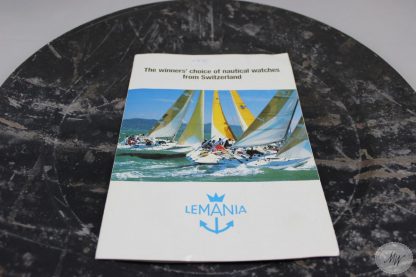 The winners' choice of nautical watches
from Switzerland
LEMANIA